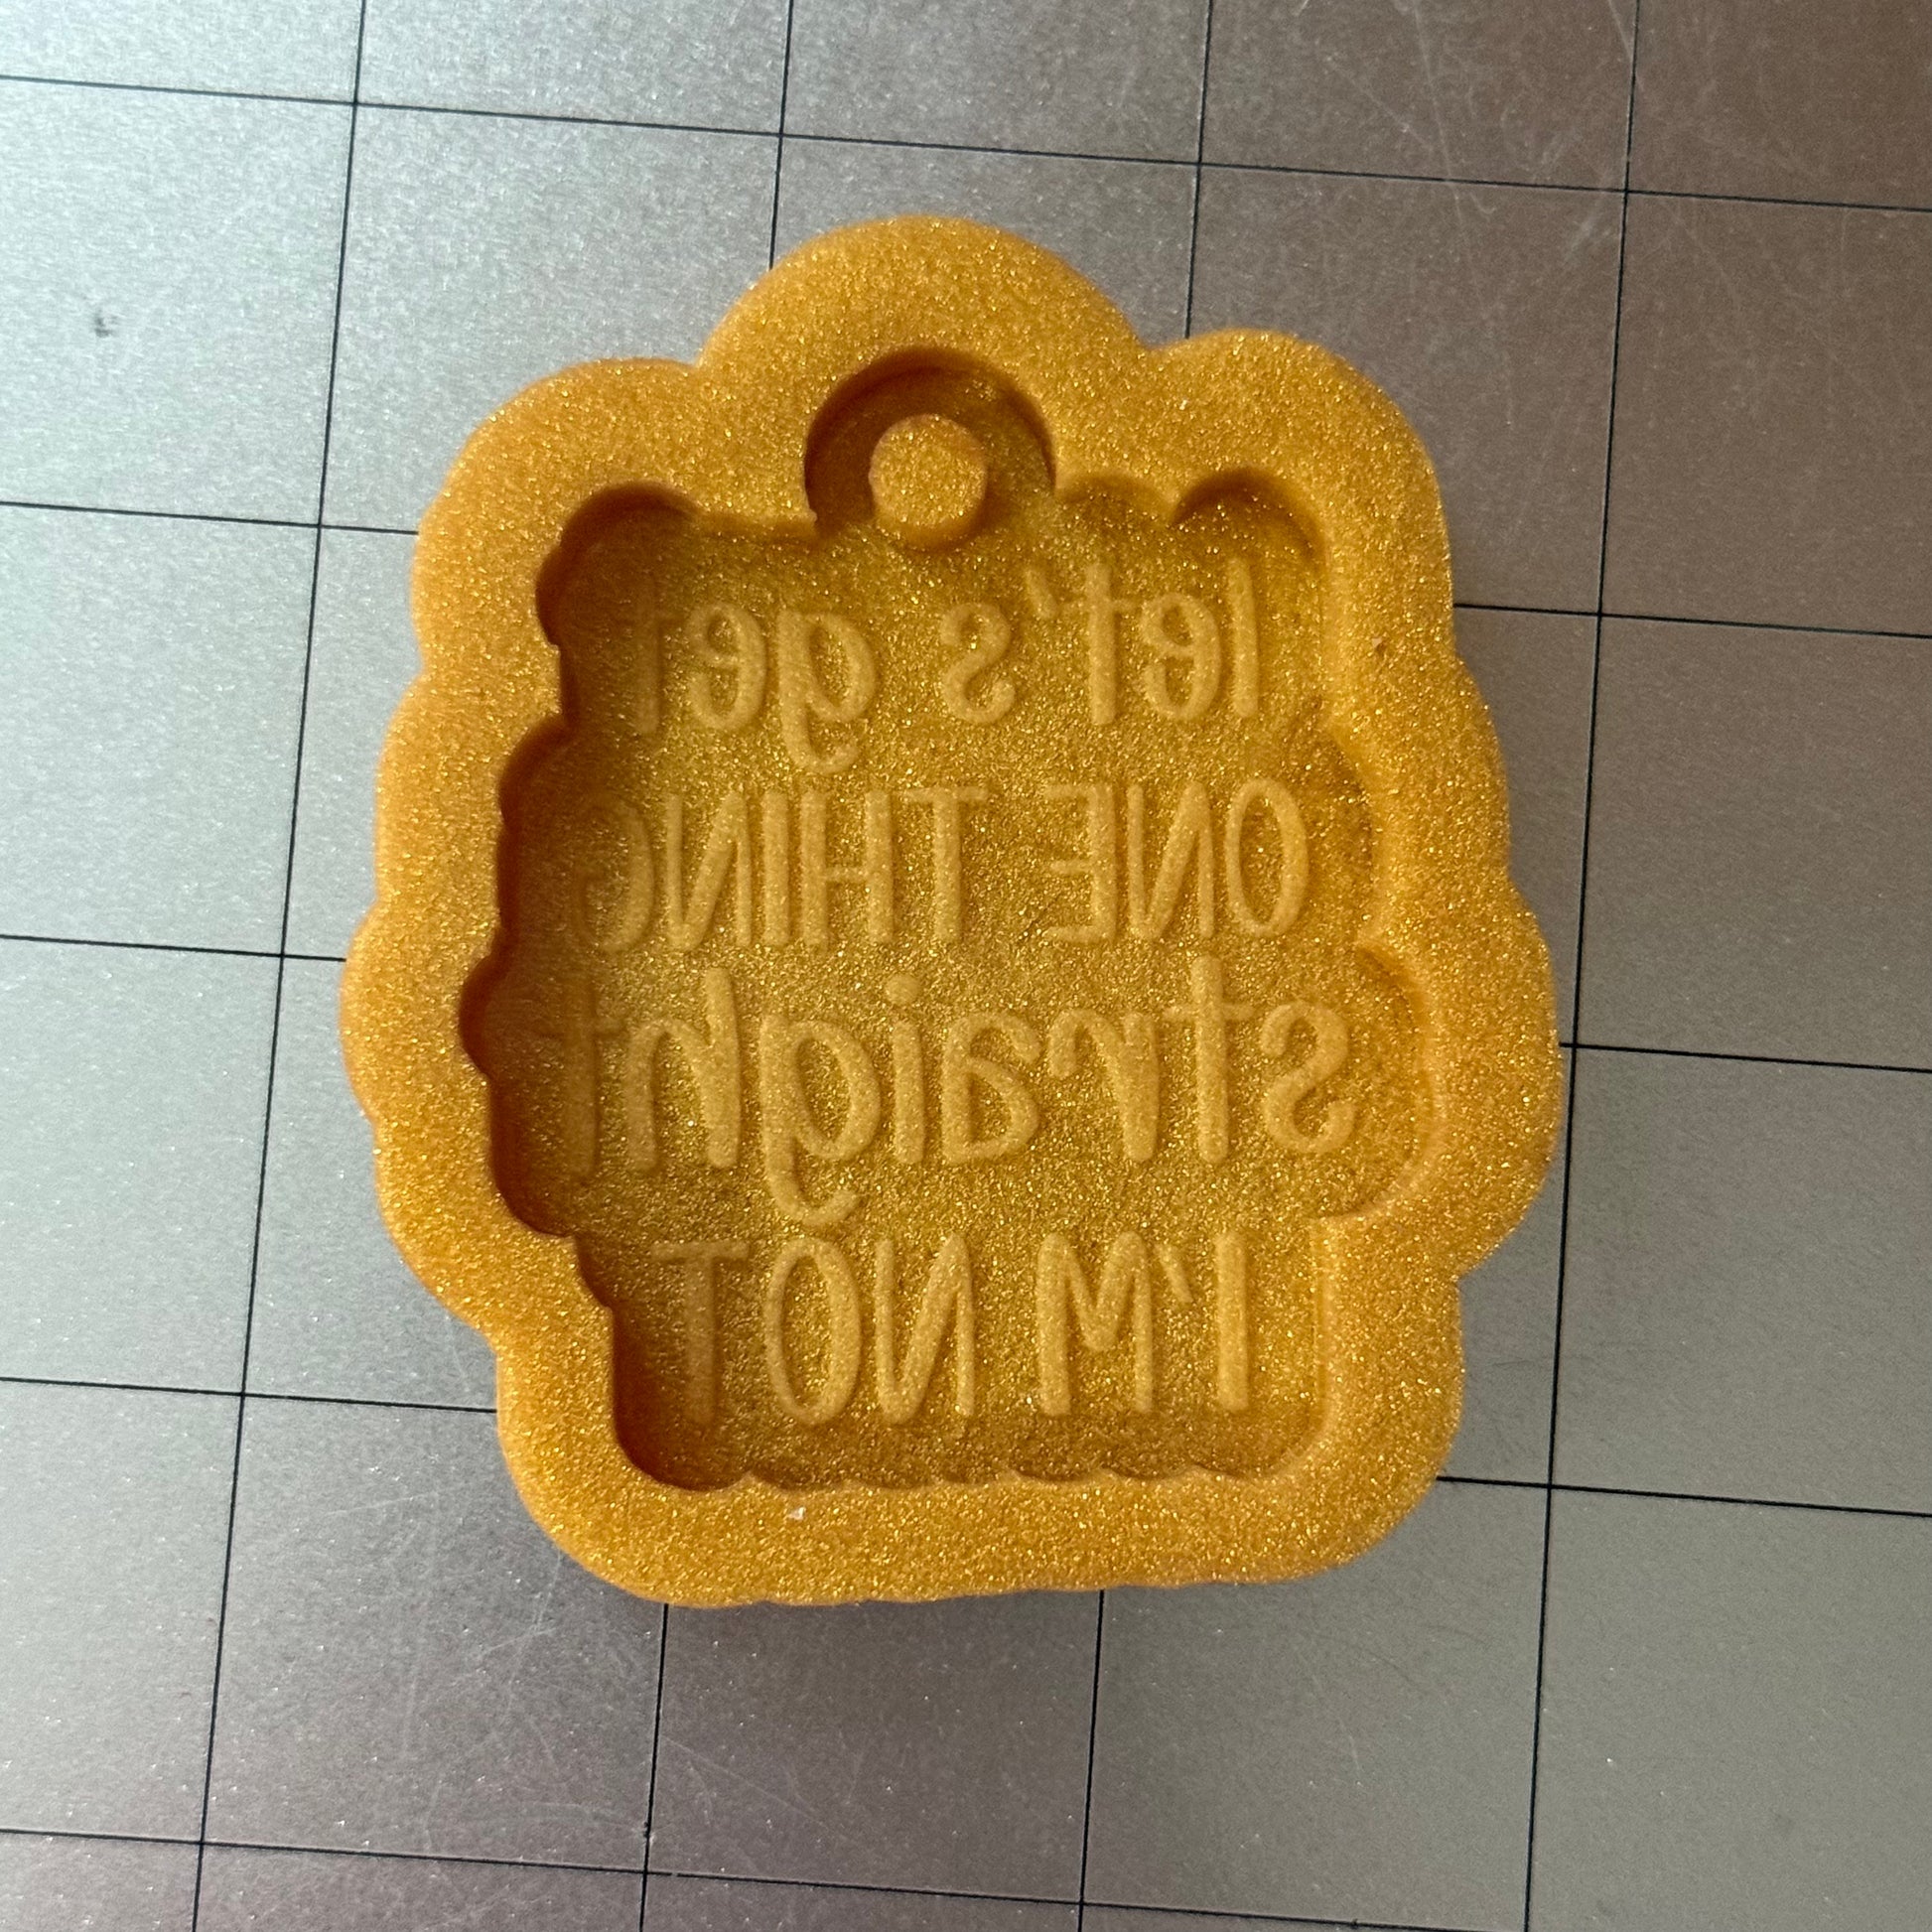 let's get
ONE THING
straight
I'M NOT